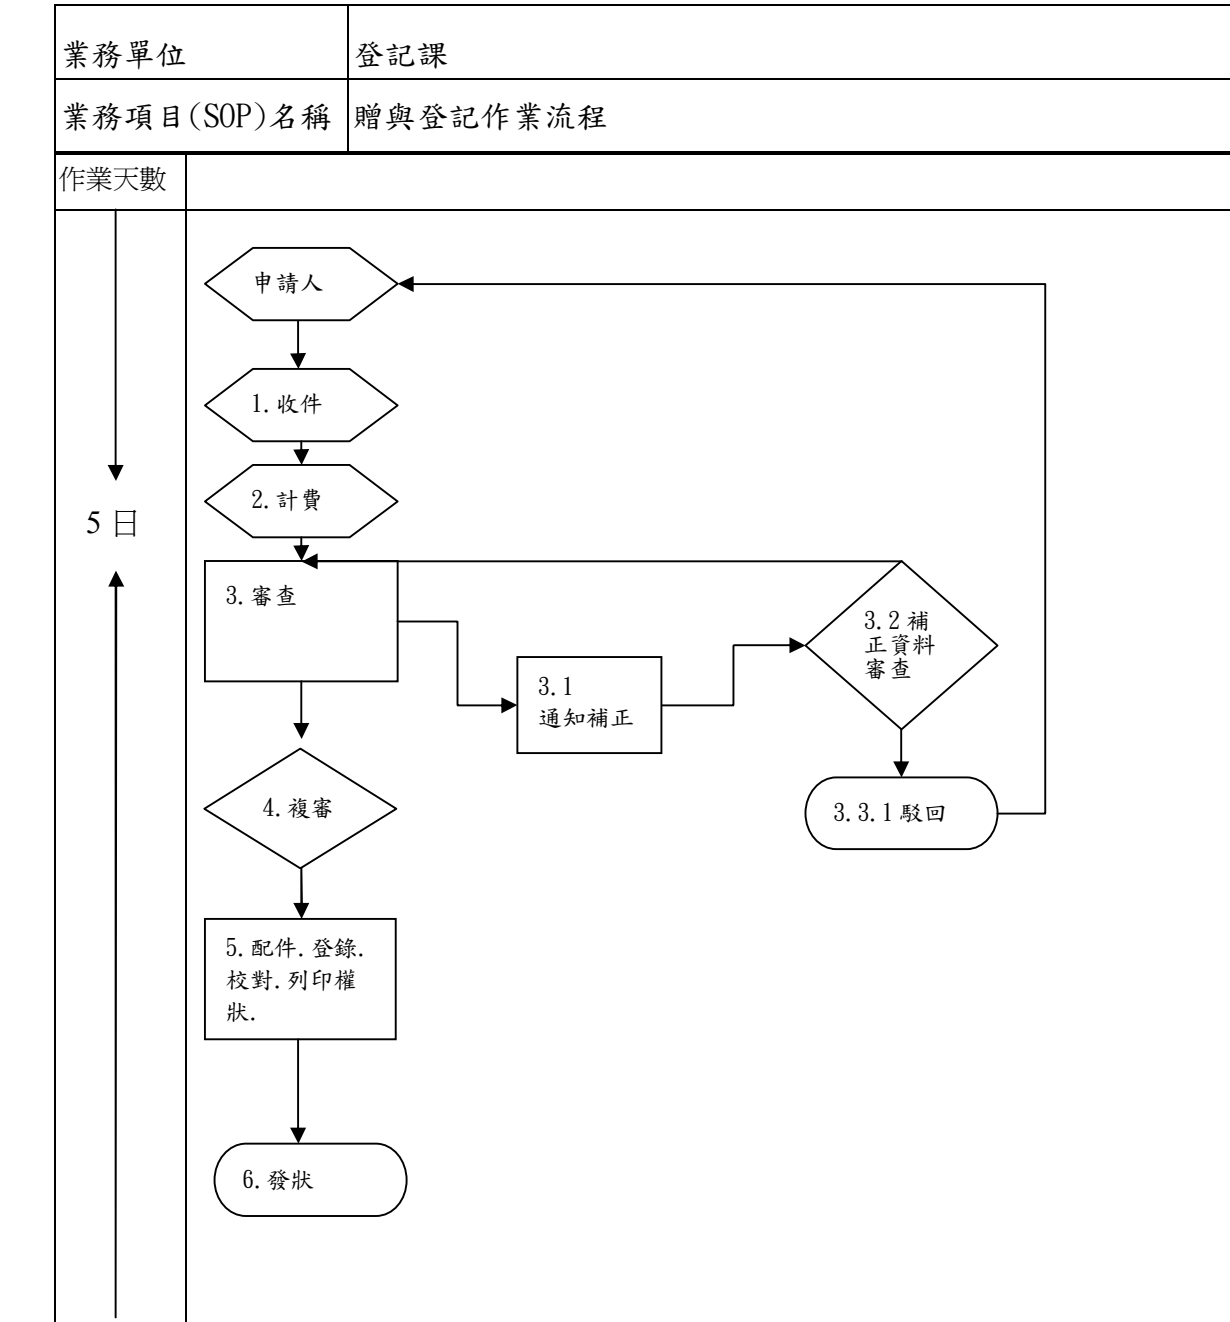 業務單位
登記課
業務項目(SOP)名稱
贈與登記作業流程
作業天數
申請人
1.收件
2.計費
5日
3.審查
3.2補
正資料
審查
3.1
通知補正
4.複審
3.3.1駁回
5.配件.登錄.
校對.列印權
狀.
6.發狀